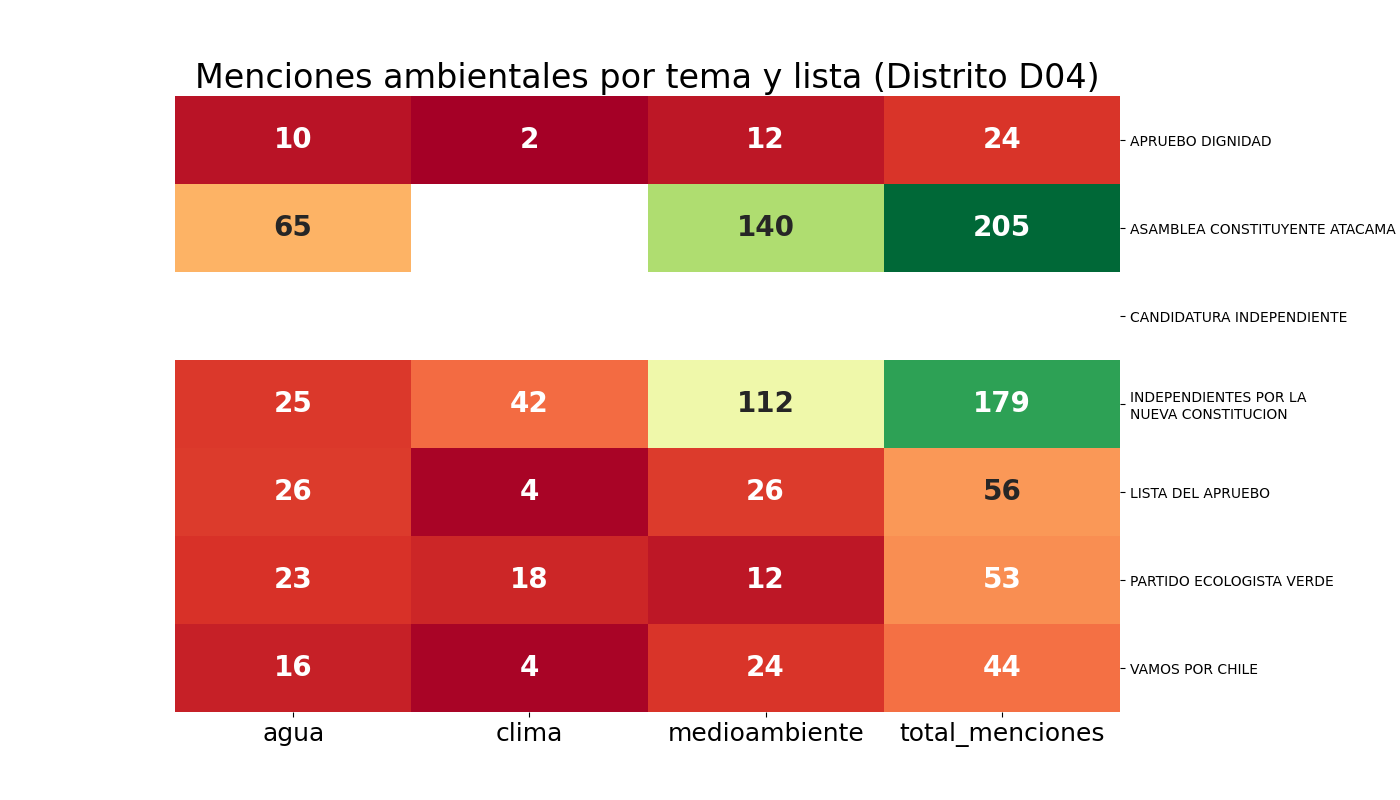 Menciones ambientales por tema y lista (Distrito D04)
10 2 12 24 APRUEBO DIGNIDAD
65 140 205 ASAMBLEA CONSTITUYENTE ATACAMA
CANDIDATURA INDEPENDIENTE
25 42 112 179 INDEPENDIENTES POR LA
NUEVA CONSTITUCION
26 4 26 56 LISTA DEL APRUEBO
23 18 12 53 PARTIDO ECOLOGISTA VERDE
16 4 24 44 VAMOS POR CHILE
agua clima medioambiente total_menciones